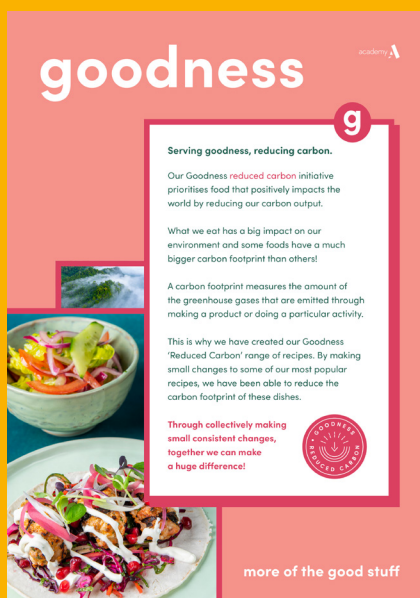 goodness
academy A
g
Serving goodness, reducing carbon.
Our Goodness reduced carbon initiative
prioritises food that positively impacts the
world by reducing our carbon output.
What we eat has a big impact on our
environment and some foods have a much
bigger carbon footprint than others!
A carbon footprint measures the amount of
the greenhouse gases that are emitted through
making a product or doing a particular activity.
This is why we have created our Goodness
‘Reduced Carbon’ range of recipes. By making
small changes to some of our most popular
recipes, we have been able to reduce the
carbon footprint of these dishes.
Through collectively making
small consistent changes,
together we can make
a huge difference!
GOODNESS
REDUCED CARBON
more of the good stuff